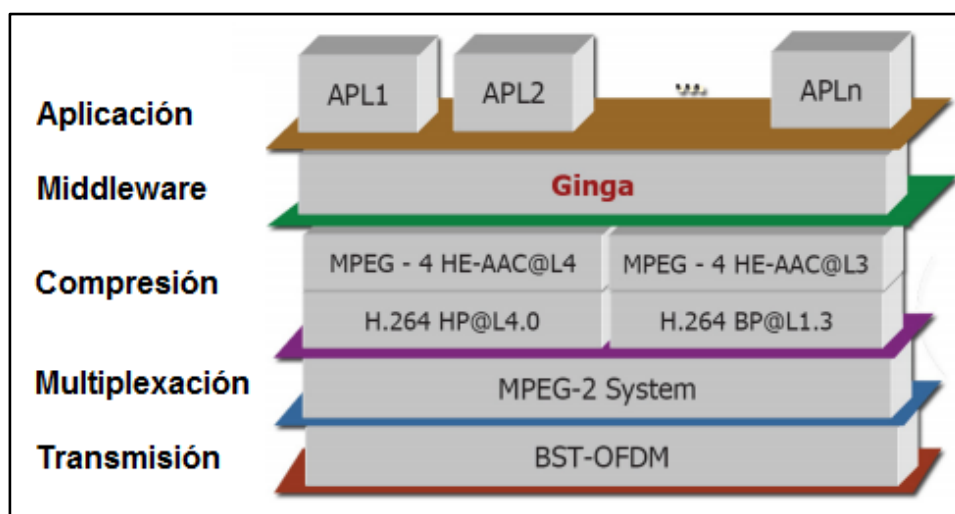 Aplicación
APL1 APL2 ... APLn
Middleware
Ginga
Compresión
MPEG - 4 HE-AAC@L4 MPEG - 4 HE-AAC@L3
H.264 HP@L4.0 H.264 BP@L1.3
Multiplexación
MPEG-2 System
Transmisión
BST-OFDM